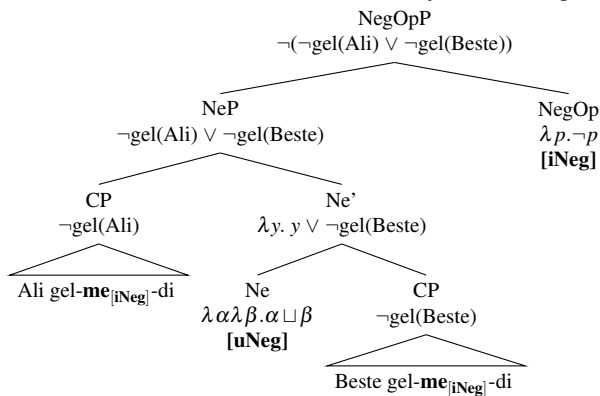 NegOpP
¬(¬gel(Ali) ∨ ¬gel(Beste))
NeP
¬gel(Ali) ∨ ¬gel(Beste)
NegOp
λp.¬p
[iNeg]
CP
¬gel(Ali)
Ne'
λy. y ∨ ¬gel(Beste)
Ali gel-me[iNeg]-di
Ne
λαλβ.α⊔β
[uNeg]
CP
¬gel(Beste)
Beste gel-me[iNeg]-di